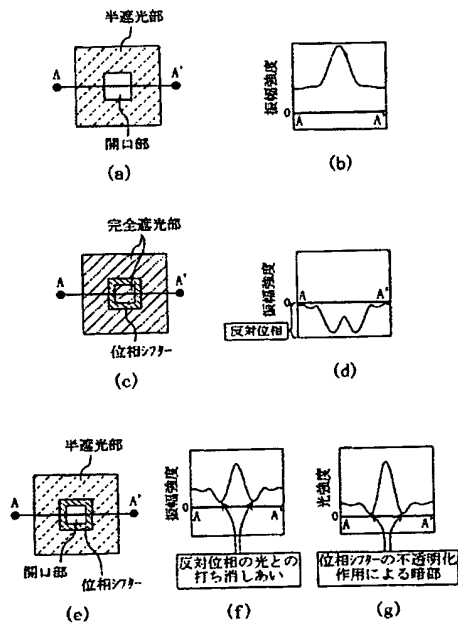 半遮光部
A A'
開口部
(a)
振幅強度
0
A A'
(b)
完全遮光部
A A'
位相シフター
(c)
振幅強度
0
A A'
反対位相
(d)
半遮光部
A A'
開口部 位相シフター
(e)
振幅強度
0
A A'
反対位相の光との
打ち消しあい
(f)
光強度
0
A A'
位相シフターの不透明化
作用による暗部
(g)